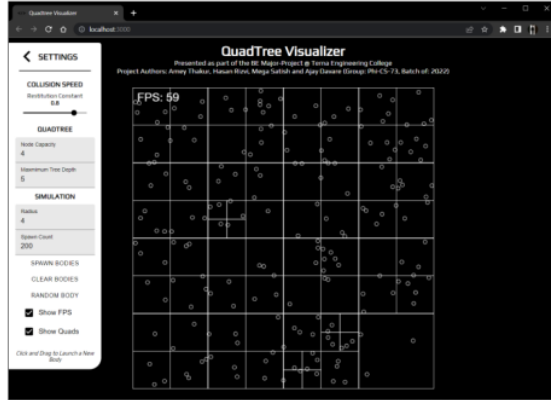 Quadtree Visualizer
localhost:3000
SETTINGS
COLLISION SPEED
Restitution Constant
0.8
QUADTREE
Node Capacity
4
Maxmimum Tree Depth
5
SIMULATION
Radius
4
Spawn Count
200
SPAWN BODIES
CLEAR BODIES
RANDOM BODY
Show FPS
Show Quads
Click and Drag to Launch a New
Body
QuadTree Visualizer
Presented as part of the BE Major-Project @ Terna Engineering College
Project Authors: Amey Thakur, Hasan Rizvi, Mega Satish and Ajay Davare (Group: PH-CS-73, Batch of: 2022)
FPS: 59